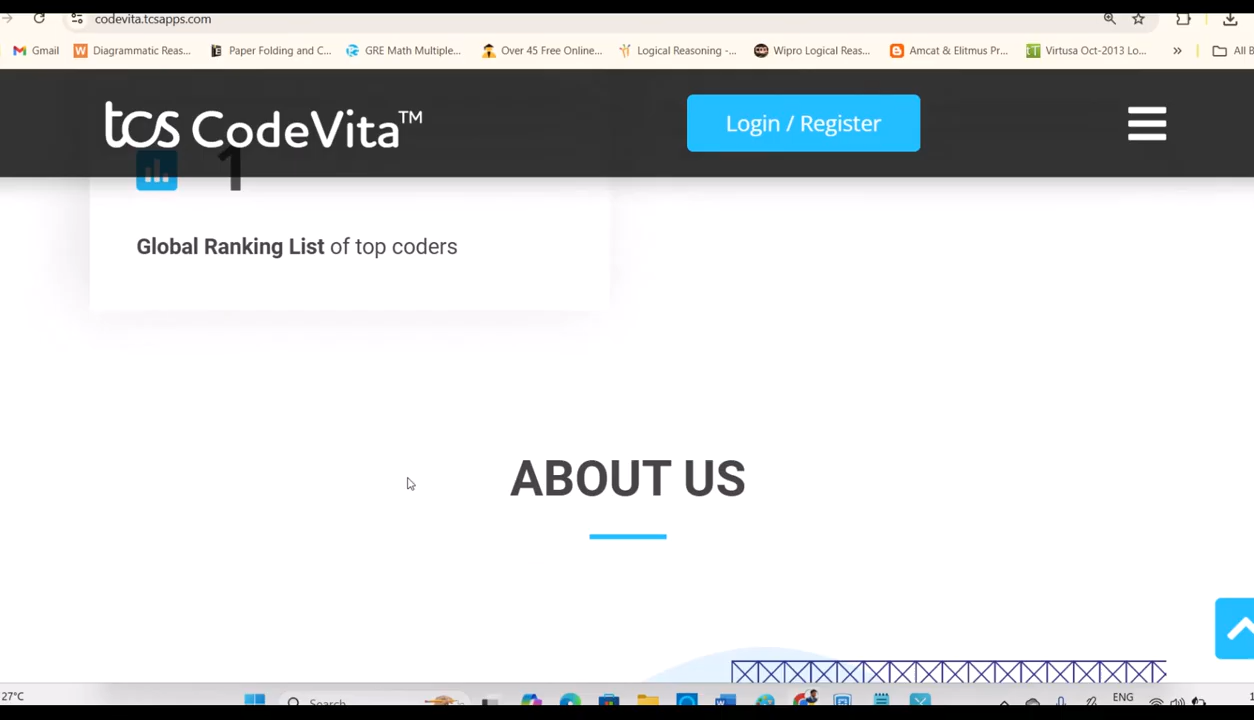 codevita.tcsapps.com
Gmail Diagrammatic Reas... Paper Folding and C... GRE Math Multiple... Over 45 Free Online... Logical Reasoning -... Wipro Logical Reas... Amcat & Elitmus Pr... Virtusa Oct-2013 Lo... » All B
tcs CodeVita™ Login / Register
1
Global Ranking List of top coders
ABOUT US
27°C Search ENG